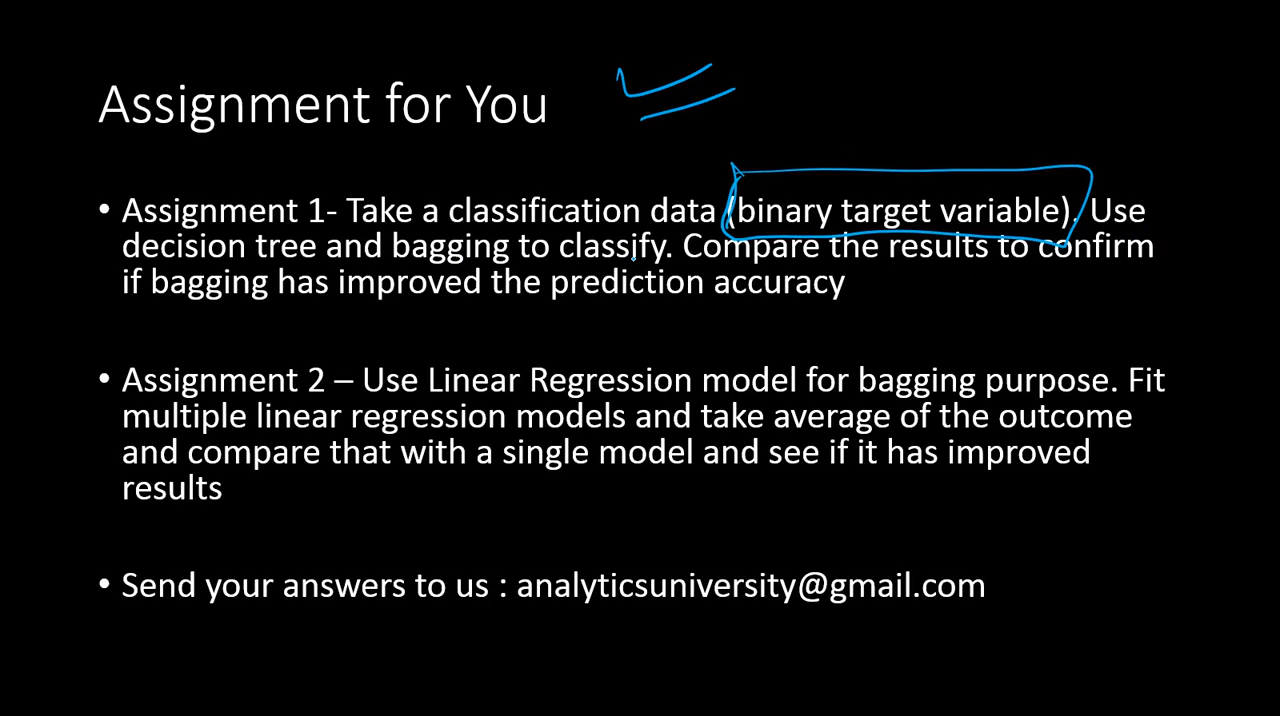 Assignment for You
• Assignment 1- Take a classification data (binary target variable). Use
decision tree and bagging to classify. Compare the results to confirm
if bagging has improved the prediction accuracy
• Assignment 2 – Use Linear Regression model for bagging purpose. Fit
multiple linear regression models and take average of the outcome
and compare that with a single model and see if it has improved
results
• Send your answers to us : analyticsuniversity@gmail.com